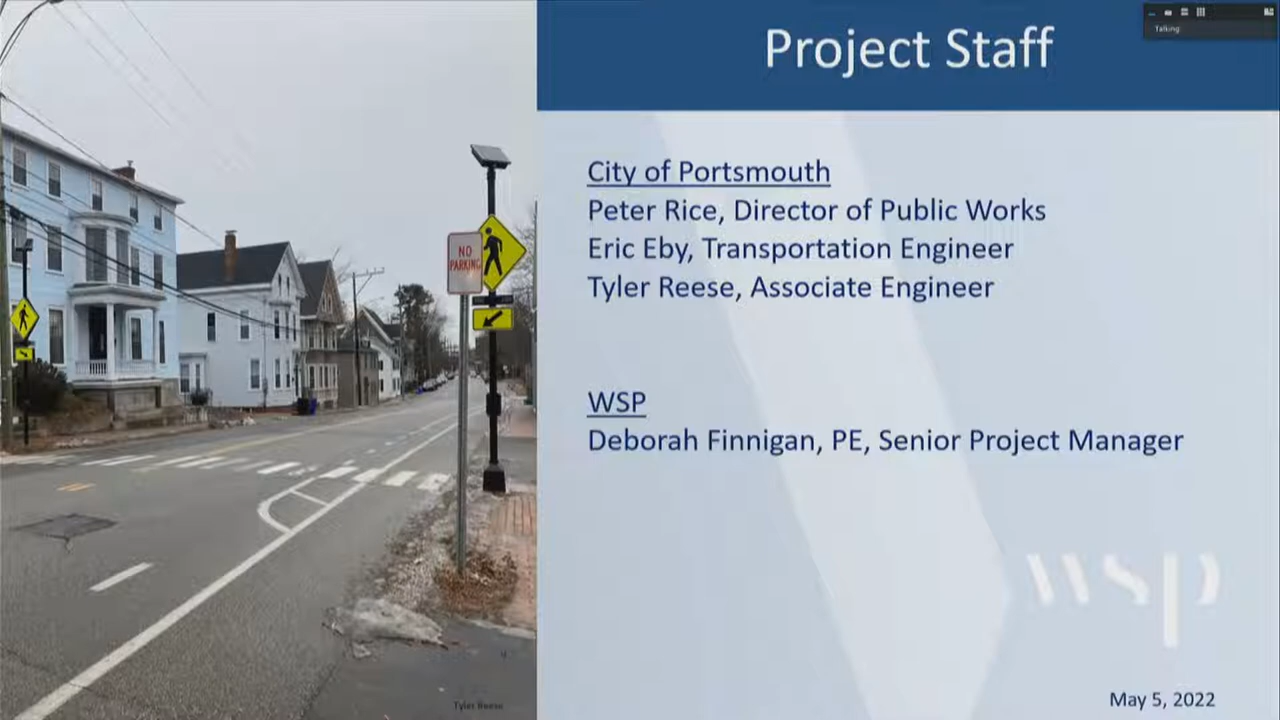 Project Staff
Talking:
NO
PARKING
City of Portsmouth
Peter Rice, Director of Public Works
Eric Eby, Transportation Engineer
Tyler Reese, Associate Engineer
WSP
Deborah Finnigan, PE, Senior Project Manager
wsp
May 5, 2022
Tyler Reese